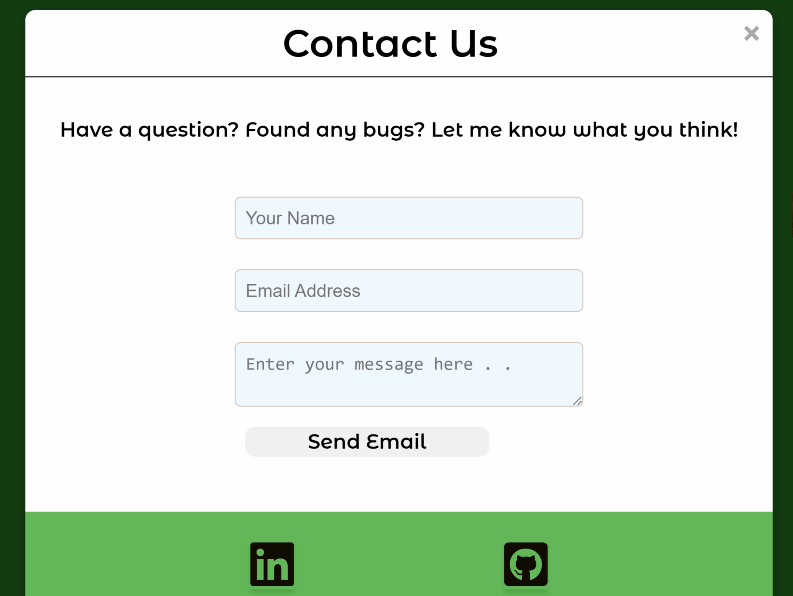 Contact Us
×
Have a question? Found any bugs? Let me know what you think!
Your Name
Email Address
Enter your message here . .
Send Email
in